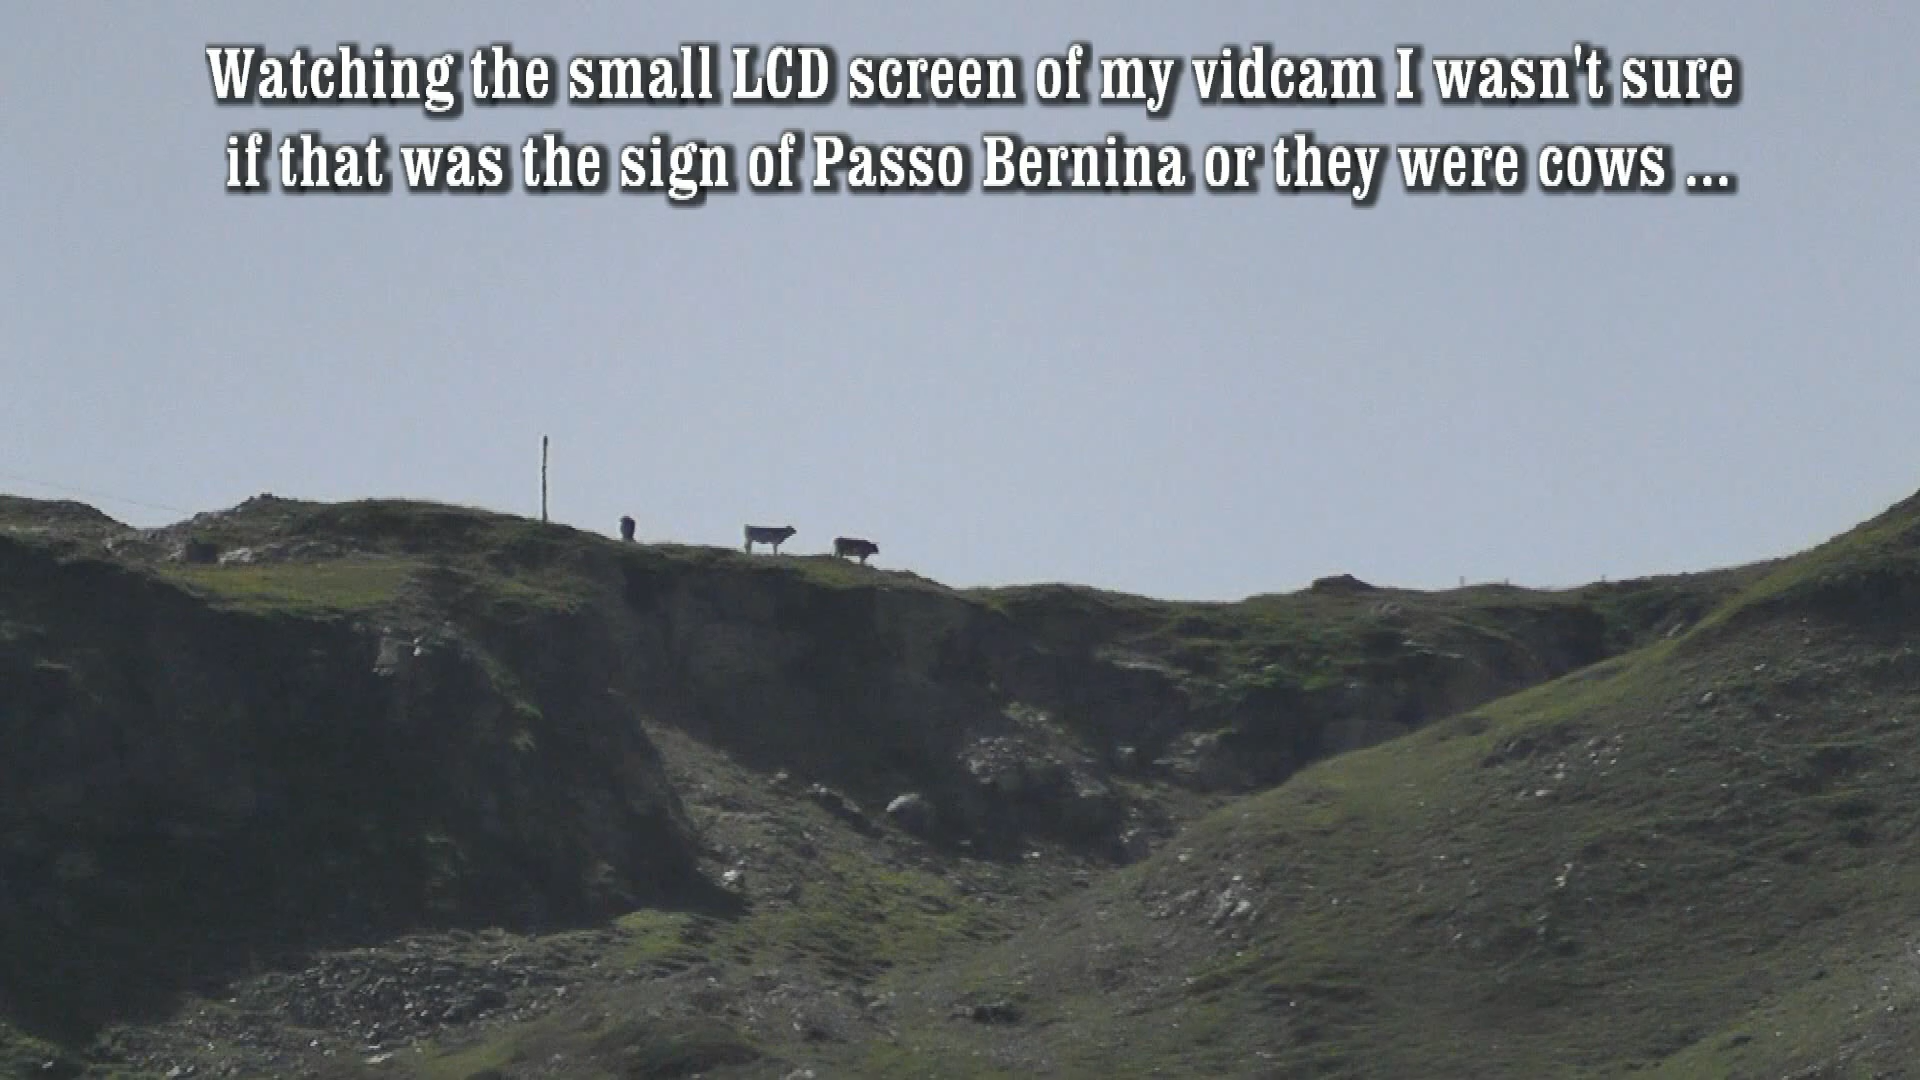 Watching the small LCD screen of my vidcam I wasn't sure
if that was the sign of Passo Bernina or they were cows ...